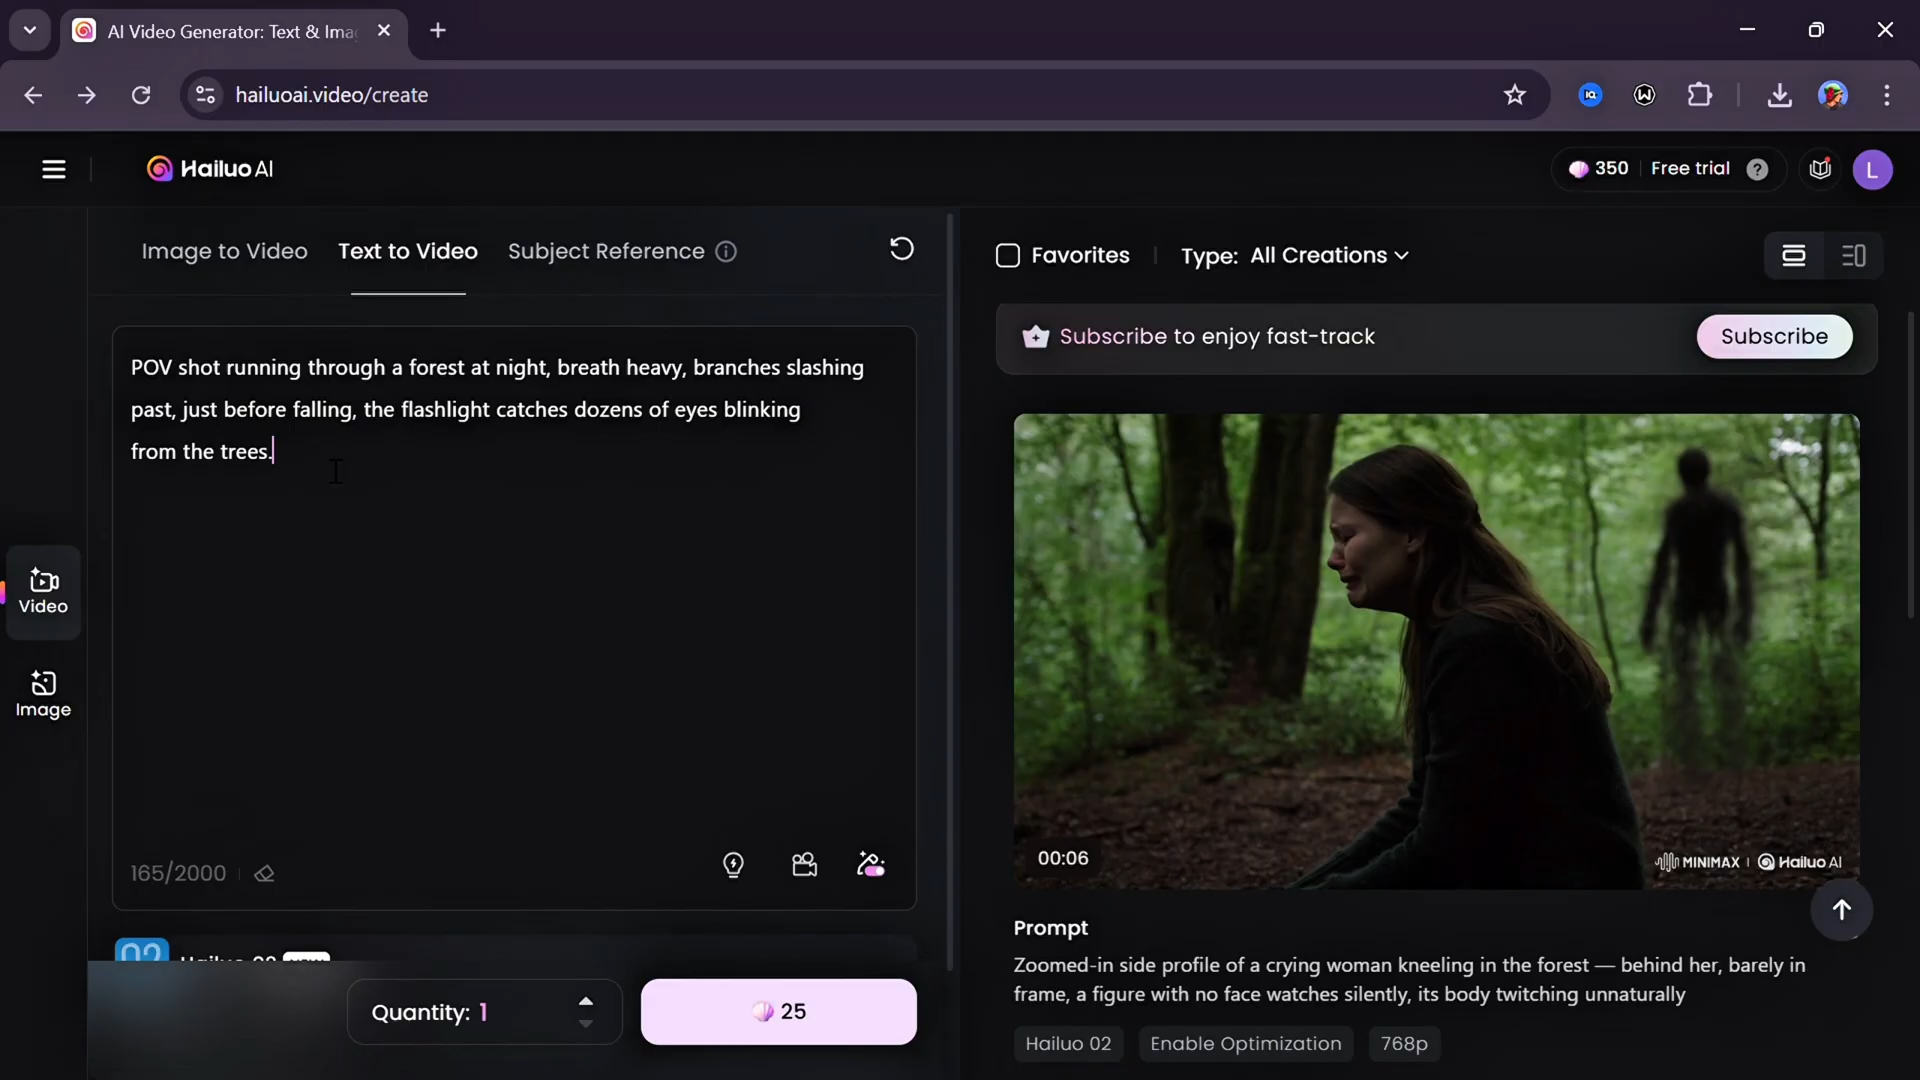 AI Video Generator: Text & Ima
hailuoai.video/create
Hailuo AI
350 Free trial ?
L
Image to Video Text to Video Subject Reference
Favorites Type: All Creations
Subscribe to enjoy fast-track Subscribe
POV shot running through a forest at night, breath heavy, branches slashing
past, just before falling, the flashlight catches dozens of eyes blinking
from the trees.
Video
Image
165/2000
00:06
MINIMAX | Hailuo AI
Prompt
Zoomed-in side profile of a crying woman kneeling in the forest — behind her, barely in
frame, a figure with no face watches silently, its body twitching unnaturally
Hailuo 02 Enable Optimization 768p
Quantity: 1
25